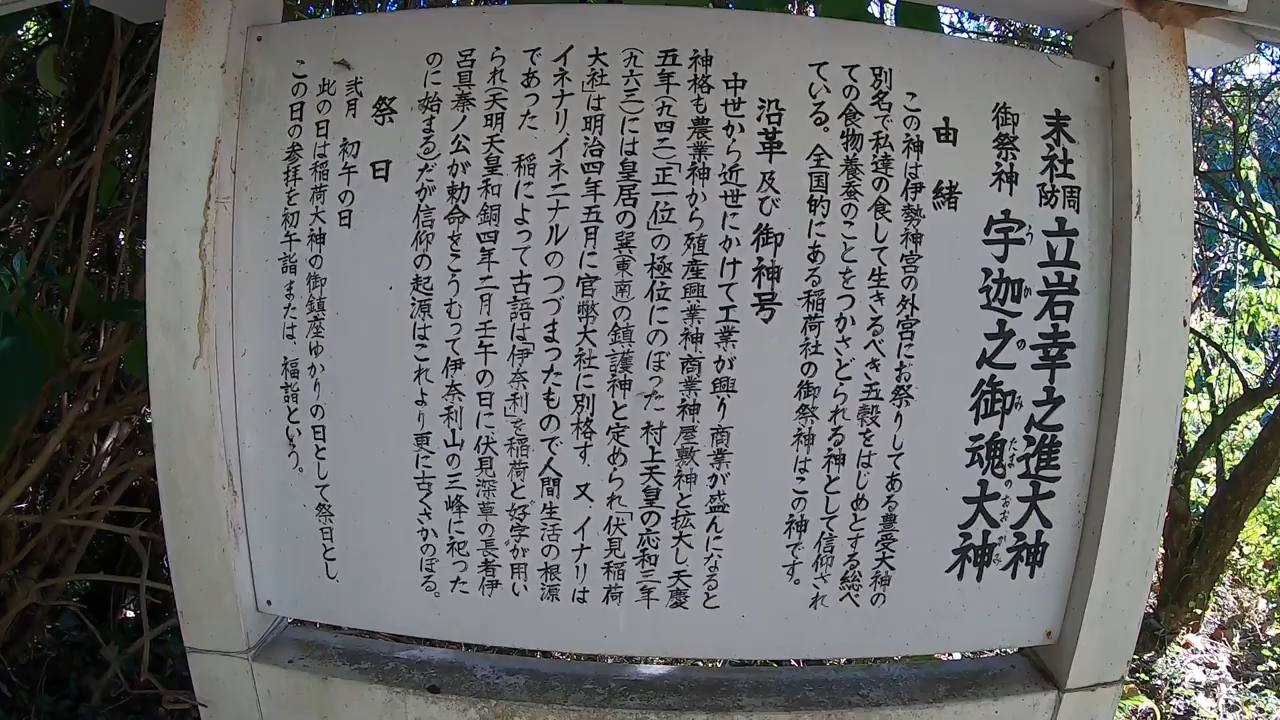 末社 周防 立岩幸之進大神
御祭神 宇迦之御魂大神
うかのみたまのおおかみ
由緒
この神は伊勢神宮の外宮にお祭りしてある豊受大神の
別名で私達の食して生きるべき五穀をはじめとする総べ
ての食物養蚕のことをつかさどられる神として信仰され
ている。全国的にある稲荷社の御祭神はこの神です。
沿革及び御神号
中世から近世にかけて工業が興り商業が盛んになると
神格も農業神から殖産興業神商業神屋敷神と拡大し天慶
五年(九四二)「正一位」の極位にのぼった 村上天皇の応和三年
(九六三)には皇居の巽(東南)の鎮護神と定められ「伏見稲荷
大社」は明治四年五月に官幣大社に別格す. 又.イナリは
イネナリ,イネニナルのつづまったもので人間生活の根源
であった 稲によって古語は「伊奈利」を稲荷と好字が用い
られ(天明天皇和銅四年二月壬午の日に伏見深草の長者伊
呂具秦ノ公が勅命をこうむって伊奈利山の三峰に祀った
のに始まる)だが信仰の起源はこれより更に古くさかのぼる。
祭日
弐月 初午の日
此の日は稲荷大神の御鎮座ゆかりの日として祭日とし
この日の参拝を初午詣または、福詣という。